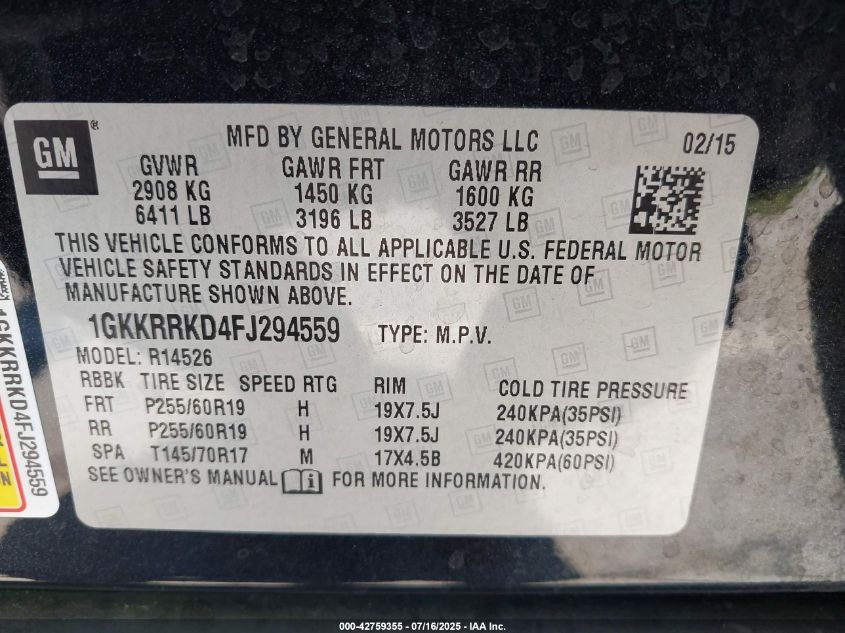 GM®
MFD BY GENERAL MOTORS LLC 02/15
GVWR GAWR FRT GAWR RR
2908 KG 1450 KG 1600 KG
6411 LB 3196 LB 3527 LB
THIS VEHICLE CONFORMS TO ALL APPLICABLE U.S. FEDERAL MOTOR
VEHICLE SAFETY STANDARDS IN EFFECT ON THE DATE OF
MANUFACTURE SHOWN ABOVE.
1GKKRRKD4FJ294559 TYPE: M.P.V.
MODEL: R14526
RBBK TIRE SIZE SPEED RTG RIM COLD TIRE PRESSURE
FRT P255/60R19 H 19X7.5J 240KPA(35PSI)
RR P255/60R19 H 19X7.5J 240KPA(35PSI)
SPA T145/70R17 M 17X4.5B 420KPA(60PSI)
SEE OWNER'S MANUAL i FOR MORE INFORMATION.
1GKKRRKD4FJ294559
000-42759355 - 07/16/2025 - IAA Inc.